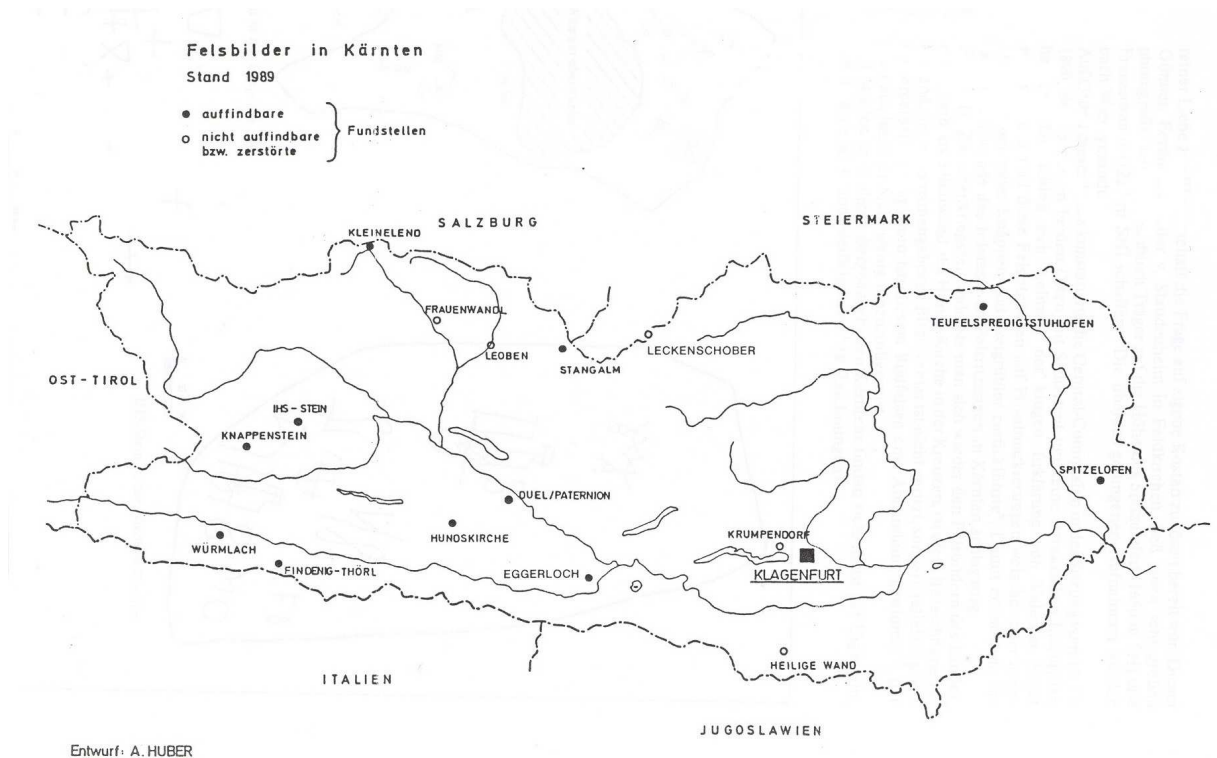 Felsbilder in Kärnten
Stand 1989
auffindbare
nicht auffindbare
bzw. zerstörte
Fundstellen
SALZBURG
STEIERMARK
KLEINELEND
FRAUENWANDL
TEUFELSPREDIGTSTUHLOFEN
LEOBEN
LECKENSCHOBER
STANGALM
OST-TIROL
IHS-STEIN
KNAPPENSTEIN
SPITZELOFEN
DUEL/PATERNION
HUNDSKIRCHE
KRUMPENDORF
WÜRMLACH
FINDENIG-THÖRL
EGGERLOCH
KLAGENFURT
HEILIGE WAND
ITALIEN
JUGOSLAWIEN
Entwurf: A. HUBER